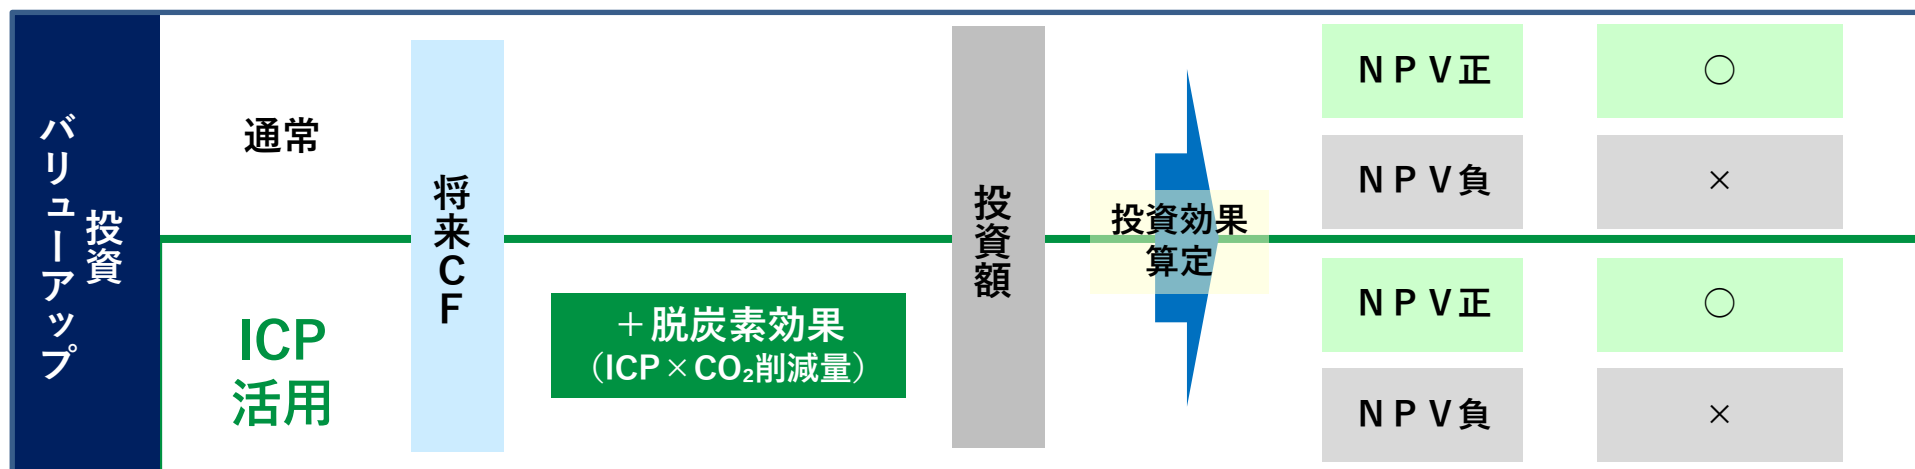 バリューアップ
投資
通常
ICP
活用
将来CF
＋脱炭素効果
（ICP×CO₂削減量）
投資額
投資効果
算定
ＮＰＶ正
○
ＮＰＶ負
×
ＮＰＶ正
○
ＮＰＶ負
×